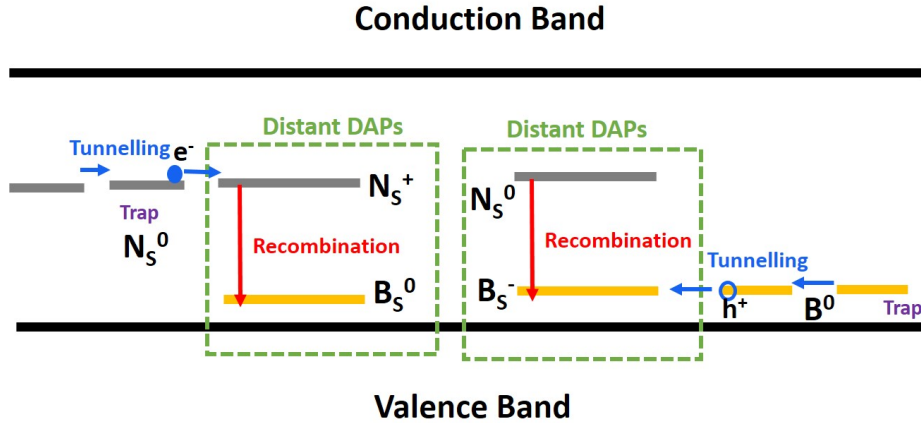 Conduction Band
Distant DAPs
Distant DAPs
Tunnelling
e⁻
Nₛ⁺
Nₛ⁰
Trap
Nₛ⁰
Recombination
Recombination
Tunnelling
Bₛ⁰
Bₛ⁻
h⁺
B⁰
Trap
Valence Band